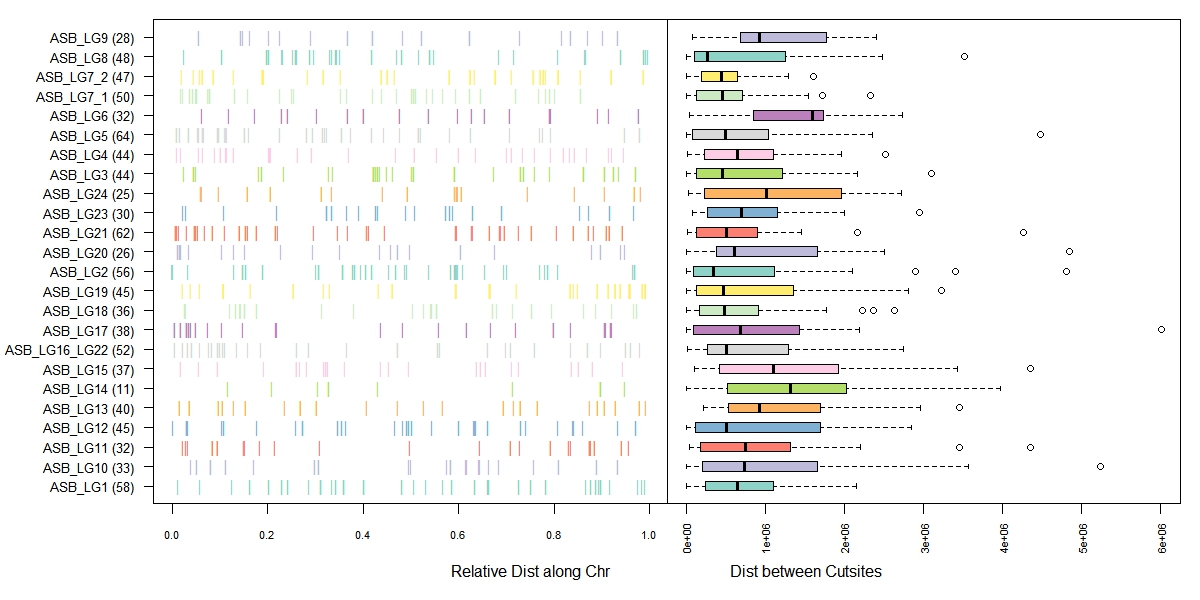 ASB_LG9 (28)
ASB_LG8 (48)
ASB_LG7_2 (47)
ASB_LG7_1 (50)
ASB_LG6 (32)
ASB_LG5 (64)
ASB_LG4 (44)
ASB_LG3 (44)
ASB_LG24 (25)
ASB_LG23 (30)
ASB_LG21 (62)
ASB_LG20 (26)
ASB_LG2 (56)
ASB_LG19 (45)
ASB_LG18 (36)
ASB_LG17 (38)
ASB_LG16_LG22 (52)
ASB_LG15 (37)
ASB_LG14 (11)
ASB_LG13 (40)
ASB_LG12 (45)
ASB_LG11 (32)
ASB_LG10 (33)
ASB_LG1 (58)
0.0 0.2 0.4 0.6 0.8 1.0
0e+00 1e+06 2e+06 3e+06 4e+06 5e+06 6e+06
Relative Dist along Chr
Dist between Cutsites